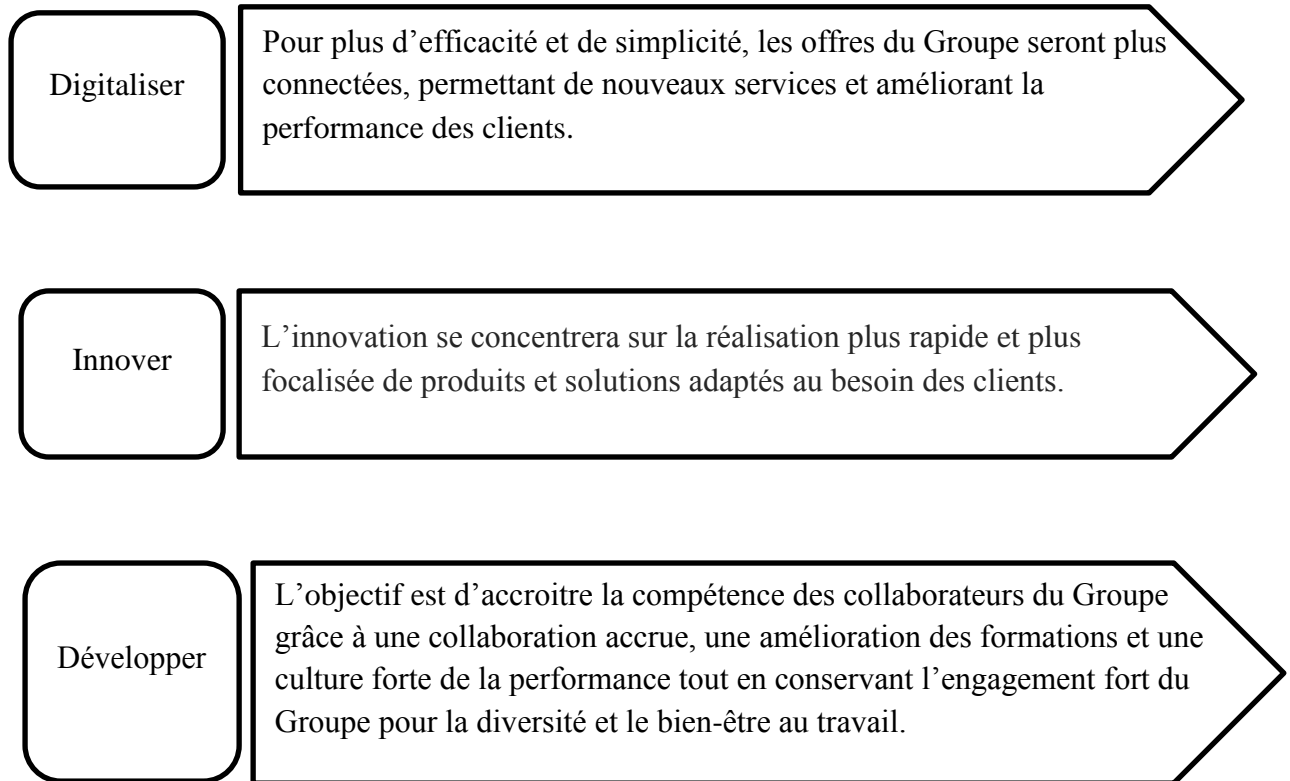 Digitaliser
Pour plus d’efficacité et de simplicité, les offres du Groupe seront plus
connectées, permettant de nouveaux services et améliorant la
performance des clients.
Innover
L’innovation se concentrera sur la réalisation plus rapide et plus
focalisée de produits et solutions adaptés au besoin des clients.
Développer
L’objectif est d’accroitre la compétence des collaborateurs du Groupe
grâce à une collaboration accrue, une amélioration des formations et une
culture forte de la performance tout en conservant l’engagement fort du
Groupe pour la diversité et le bien-être au travail.